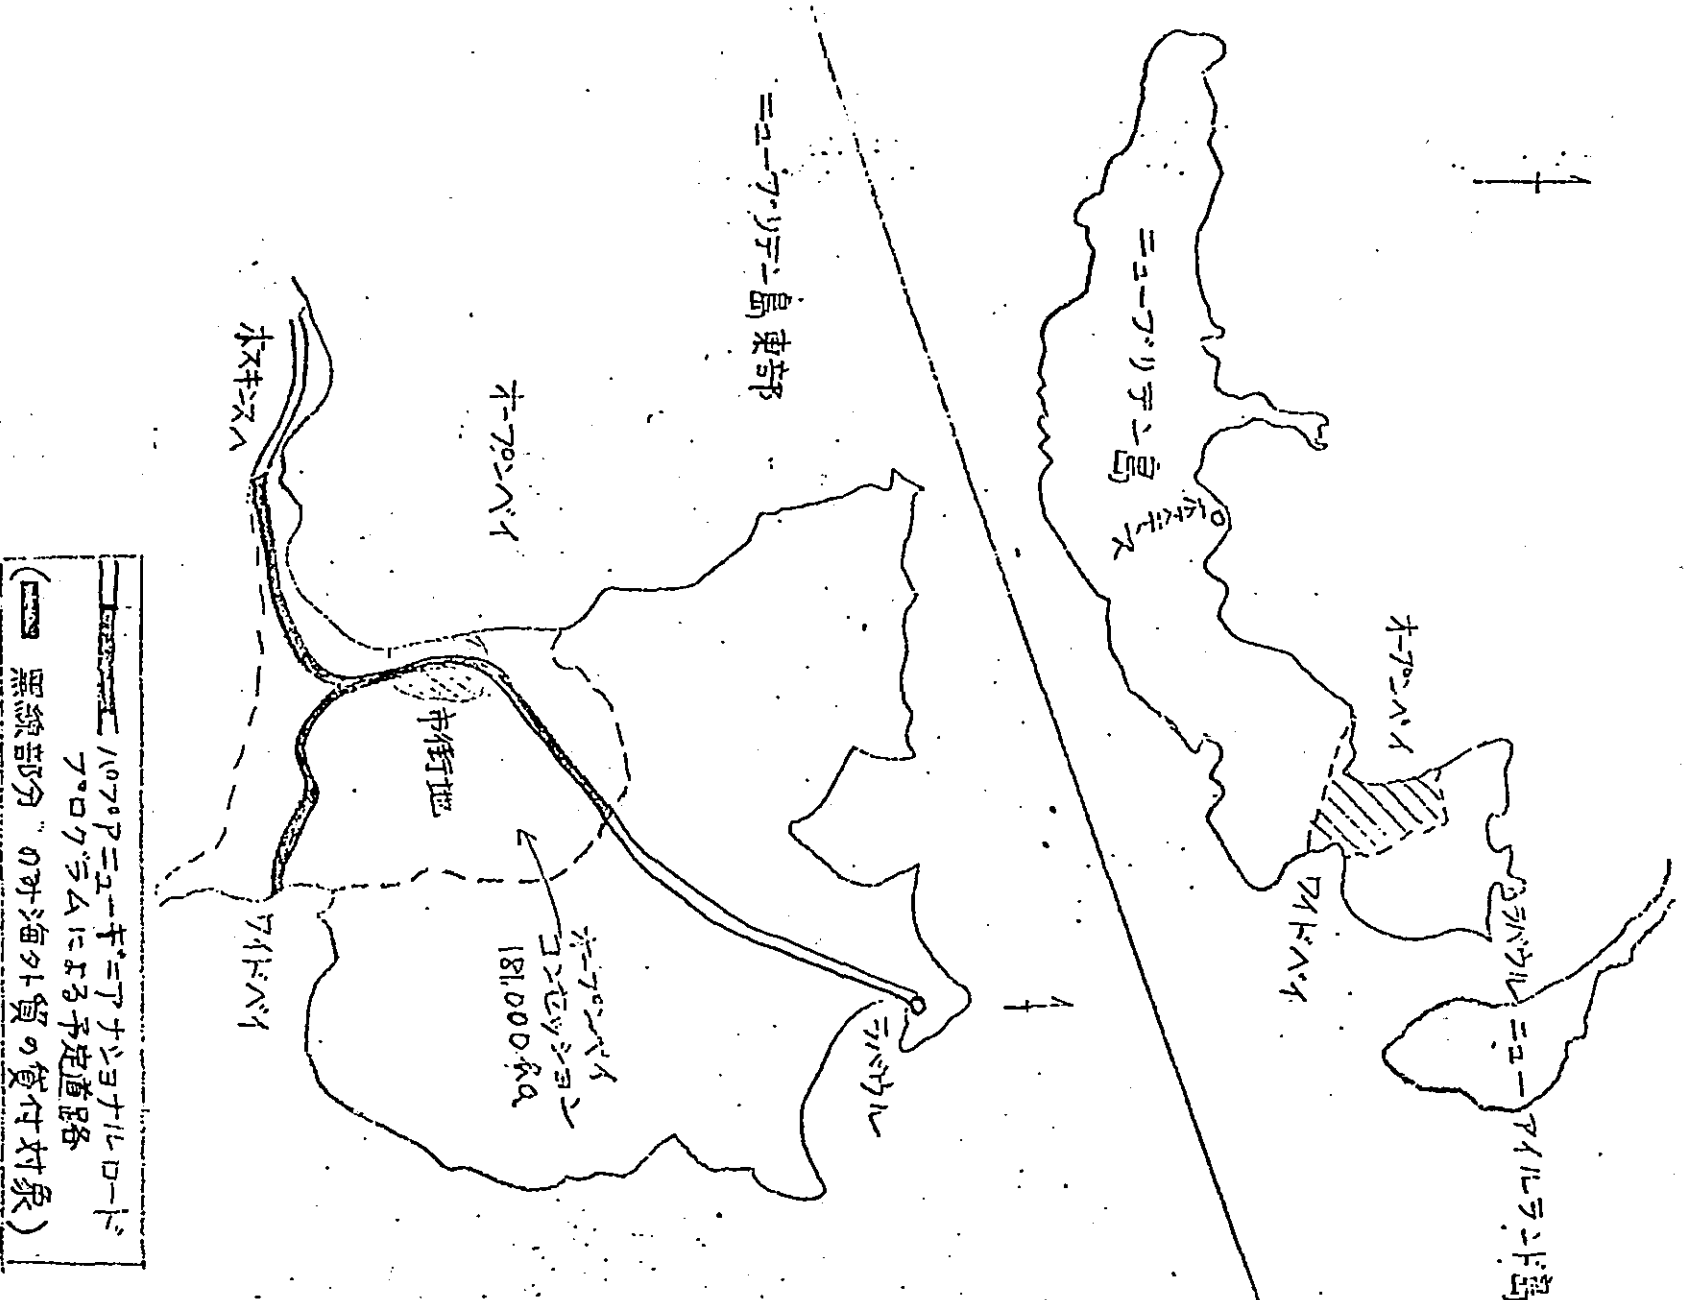 ニューブリテン島
ホスキンス
オープンベイ
ワイドベイ
ラバウル
ニューアイルランド島
ニューブリテン島東部
オープンベイ
ホスキンスへ
市街地
ワイドベイ
オープンベイ
コンセッション
181,000ha
ラバウル
パプアニューギニアナショナルロード
プログラムによる予定道路
( 黒線部分のみ海外貸の貸付対象)